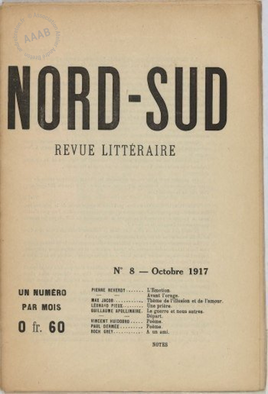 AAAB
NORD-SUD
REVUE LITTÉRAIRE
N° 8 — Octobre 1917
UN NUMÉRO
PAR MOIS
0 fr. 60
PIERRE REVERDY........ L'Emotion.
— — Avant l'orage.
MAX JACOB............. Thème de l'illusion et de l'amour.
LÉONARD PIEUX......... Une prière.
GUILLAUME APOLLINAIRE. La guerre et nous autres.
— — Départ.
VINCENT HUIDOBRO...... Poème.
PAUL DERMÉE........... Poème.
ROCH GREY............. A un ami.
NOTES